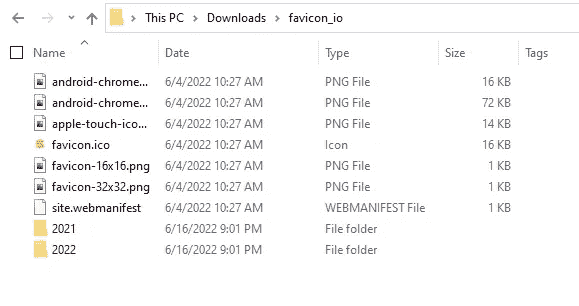 This PC > Downloads > favicon_io
Name Date Type Size Tags
android-chrome... 6/4/2022 10:27 AM PNG File 16 KB
android-chrome... 6/4/2022 10:27 AM PNG File 72 KB
apple-touch-ico... 6/4/2022 10:27 AM PNG File 14 KB
favicon.ico 6/4/2022 10:27 AM Icon 16 KB
favicon-16x16.png 6/4/2022 10:27 AM PNG File 1 KB
favicon-32x32.png 6/4/2022 10:27 AM PNG File 1 KB
site.webmanifest 6/4/2022 10:27 AM WEBMANIFEST File 1 KB
2021 6/16/2022 9:01 PM File folder
2022 6/16/2022 9:01 PM File folder